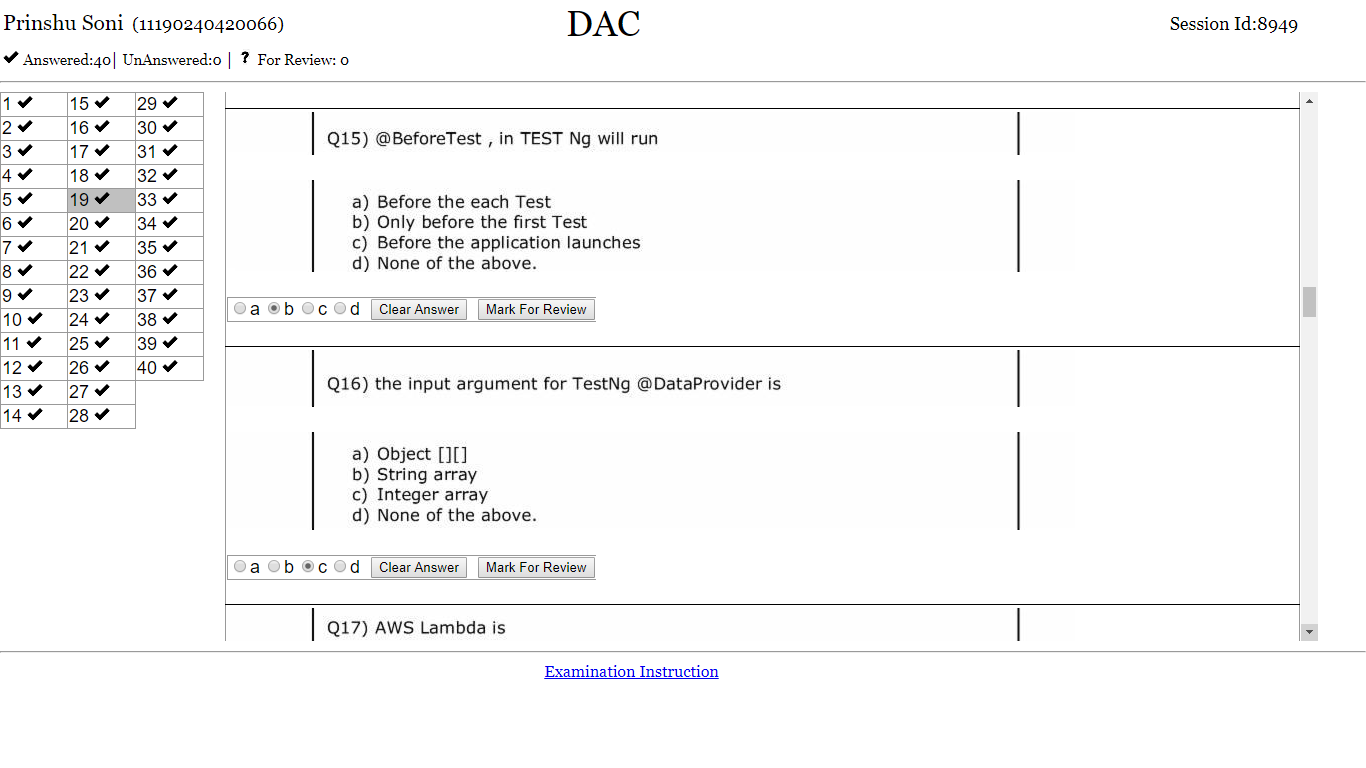 Prinshu Soni (11190240420066) DAC Session Id:8949
✔ Answered:40| UnAnswered:0 | ? For Review: 0
1 ✔ 15 ✔ 29 ✔
2 ✔ 16 ✔ 30 ✔
3 ✔ 17 ✔ 31 ✔
4 ✔ 18 ✔ 32 ✔
5 ✔ 19 ✔ 33 ✔
6 ✔ 20 ✔ 34 ✔
7 ✔ 21 ✔ 35 ✔
8 ✔ 22 ✔ 36 ✔
9 ✔ 23 ✔ 37 ✔
10 ✔ 24 ✔ 38 ✔
11 ✔ 25 ✔ 39 ✔
12 ✔ 26 ✔ 40 ✔
13 ✔ 27 ✔
14 ✔ 28 ✔
Q15) @BeforeTest , in TEST Ng will run
a) Before the each Test
b) Only before the first Test
c) Before the application launches
d) None of the above.
a b c d Clear Answer Mark For Review
Q16) the input argument for TestNg @DataProvider is
a) Object [][]
b) String array
c) Integer array
d) None of the above.
a b c d Clear Answer Mark For Review
Q17) AWS Lambda is
Examination Instruction